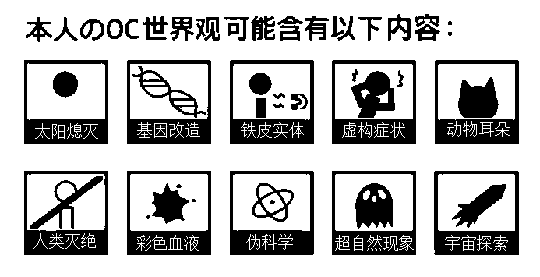 本人のOC世界观可能含有以下内容：
太阳熄灭 基因改造 铁皮实体 虚构症状 动物耳朵
人类灭绝 彩色血液 伪科学 超自然现象 宇宙探索